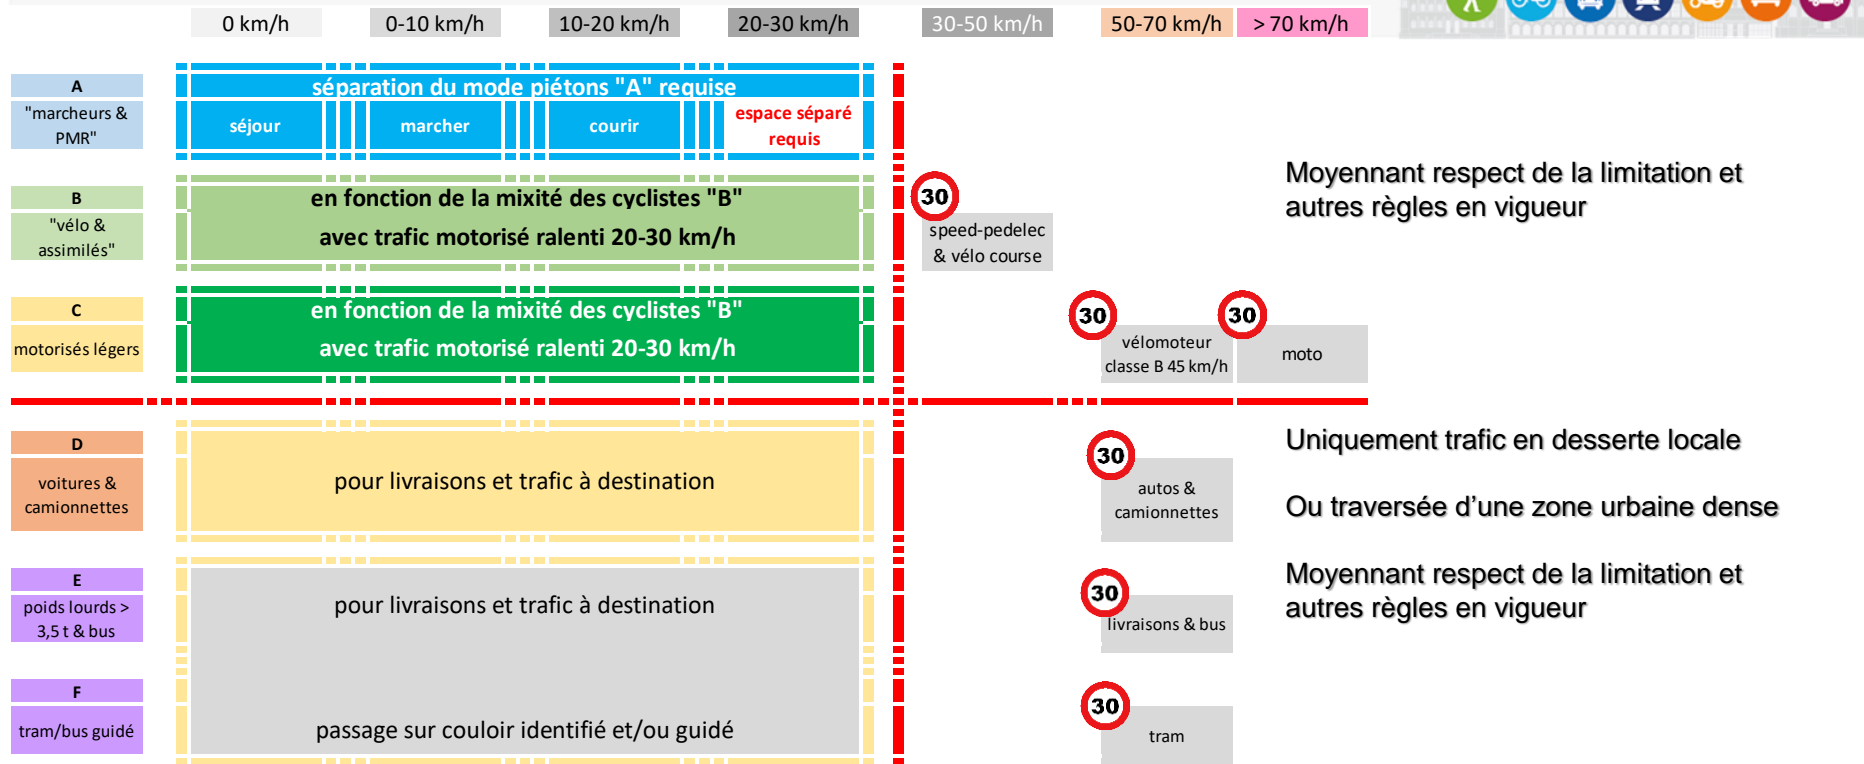 0 km/h
0-10 km/h
10-20 km/h
20-30 km/h
30-50 km/h
50-70 km/h
> 70 km/h
A
"marcheurs &
PMR"
séparation du mode piétons "A" requise
séjour
marcher
courir
espace séparé
requis
Moyennant respect de la limitation et
autres règles en vigueur
B
"vélo &
assimilés"
en fonction de la mixité des cyclistes "B"
avec trafic motorisé ralenti 20-30 km/h
30
speed-pedelec
& vélo course
C
motorisés légers
en fonction de la mixité des cyclistes "B"
avec trafic motorisé ralenti 20-30 km/h
30
vélomoteur
classe B 45 km/h
30
moto
D
voitures &
camionnettes
pour livraisons et trafic à destination
30
autos &
camionnettes
Uniquement trafic en desserte locale
Ou traversée d'une zone urbaine dense
Moyennant respect de la limitation et
autres règles en vigueur
E
poids lourds >
3,5 t & bus
pour livraisons et trafic à destination
30
livraisons & bus
F
tram/bus guidé
passage sur couloir identifié et/ou guidé
30
tram